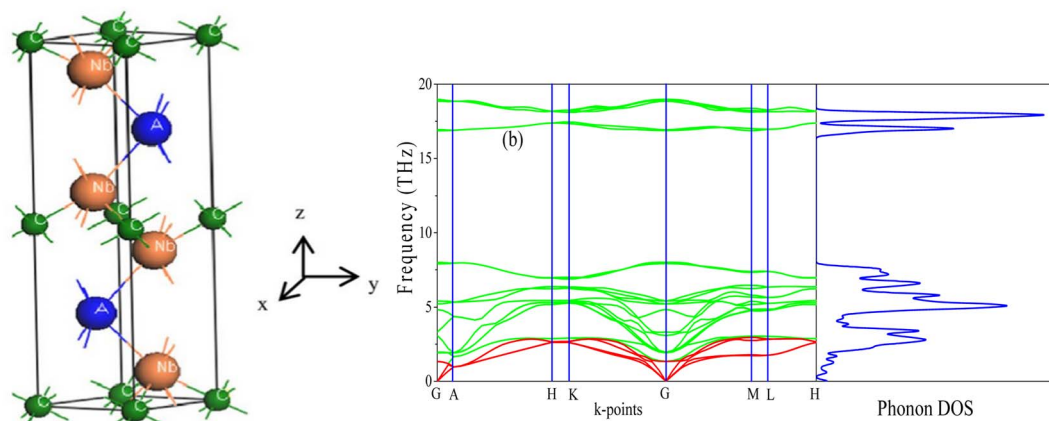 C
C
C
C
Nb
A
Nb
C
C
C
C
Nb
A
Nb
C
C
C
C
z
x
y
(b)
Frequency (THz)
20
15
10
5
0
G A H K G M L H
k-points
Phonon DOS